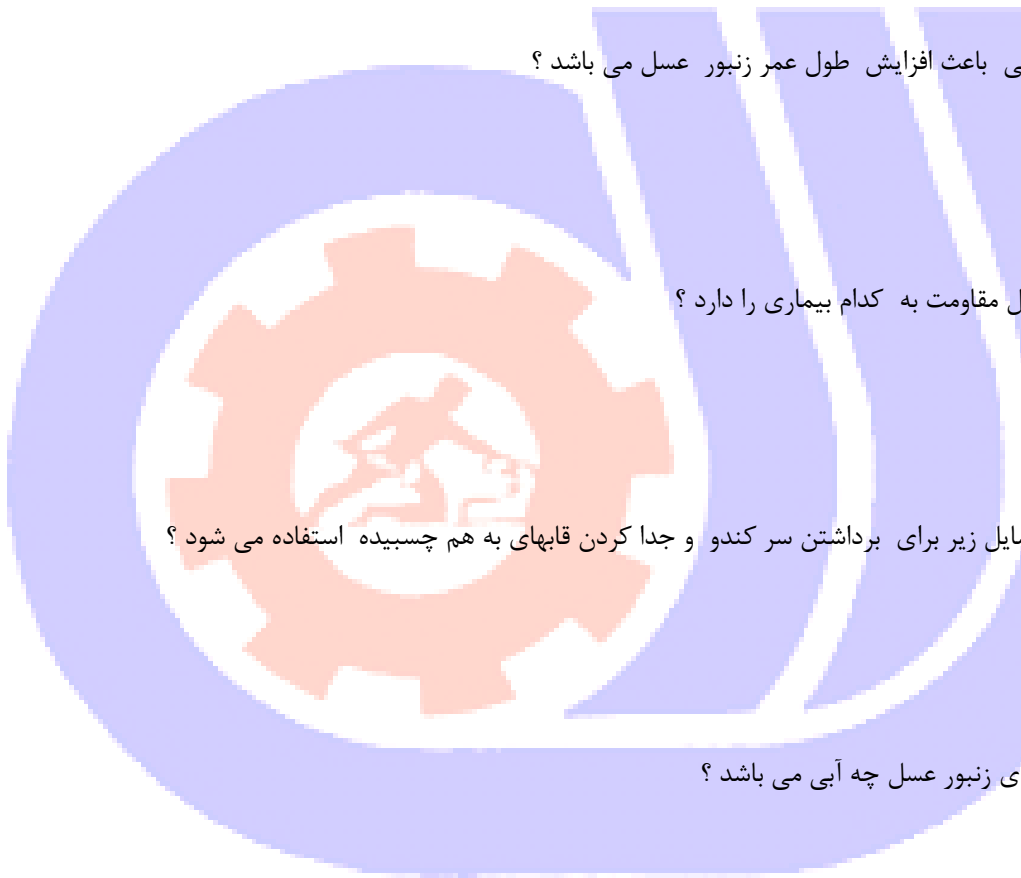 باعث افزایش طول عمر زنبور عسل می باشد ؟
مقاومت به کدام بیماری را دارد ؟
زیر برای برداشتن سر کندو و جدا کردن قابهای به هم چسبیده استفاده می شود ؟
زنبور عسل چه آبی می باشد ؟